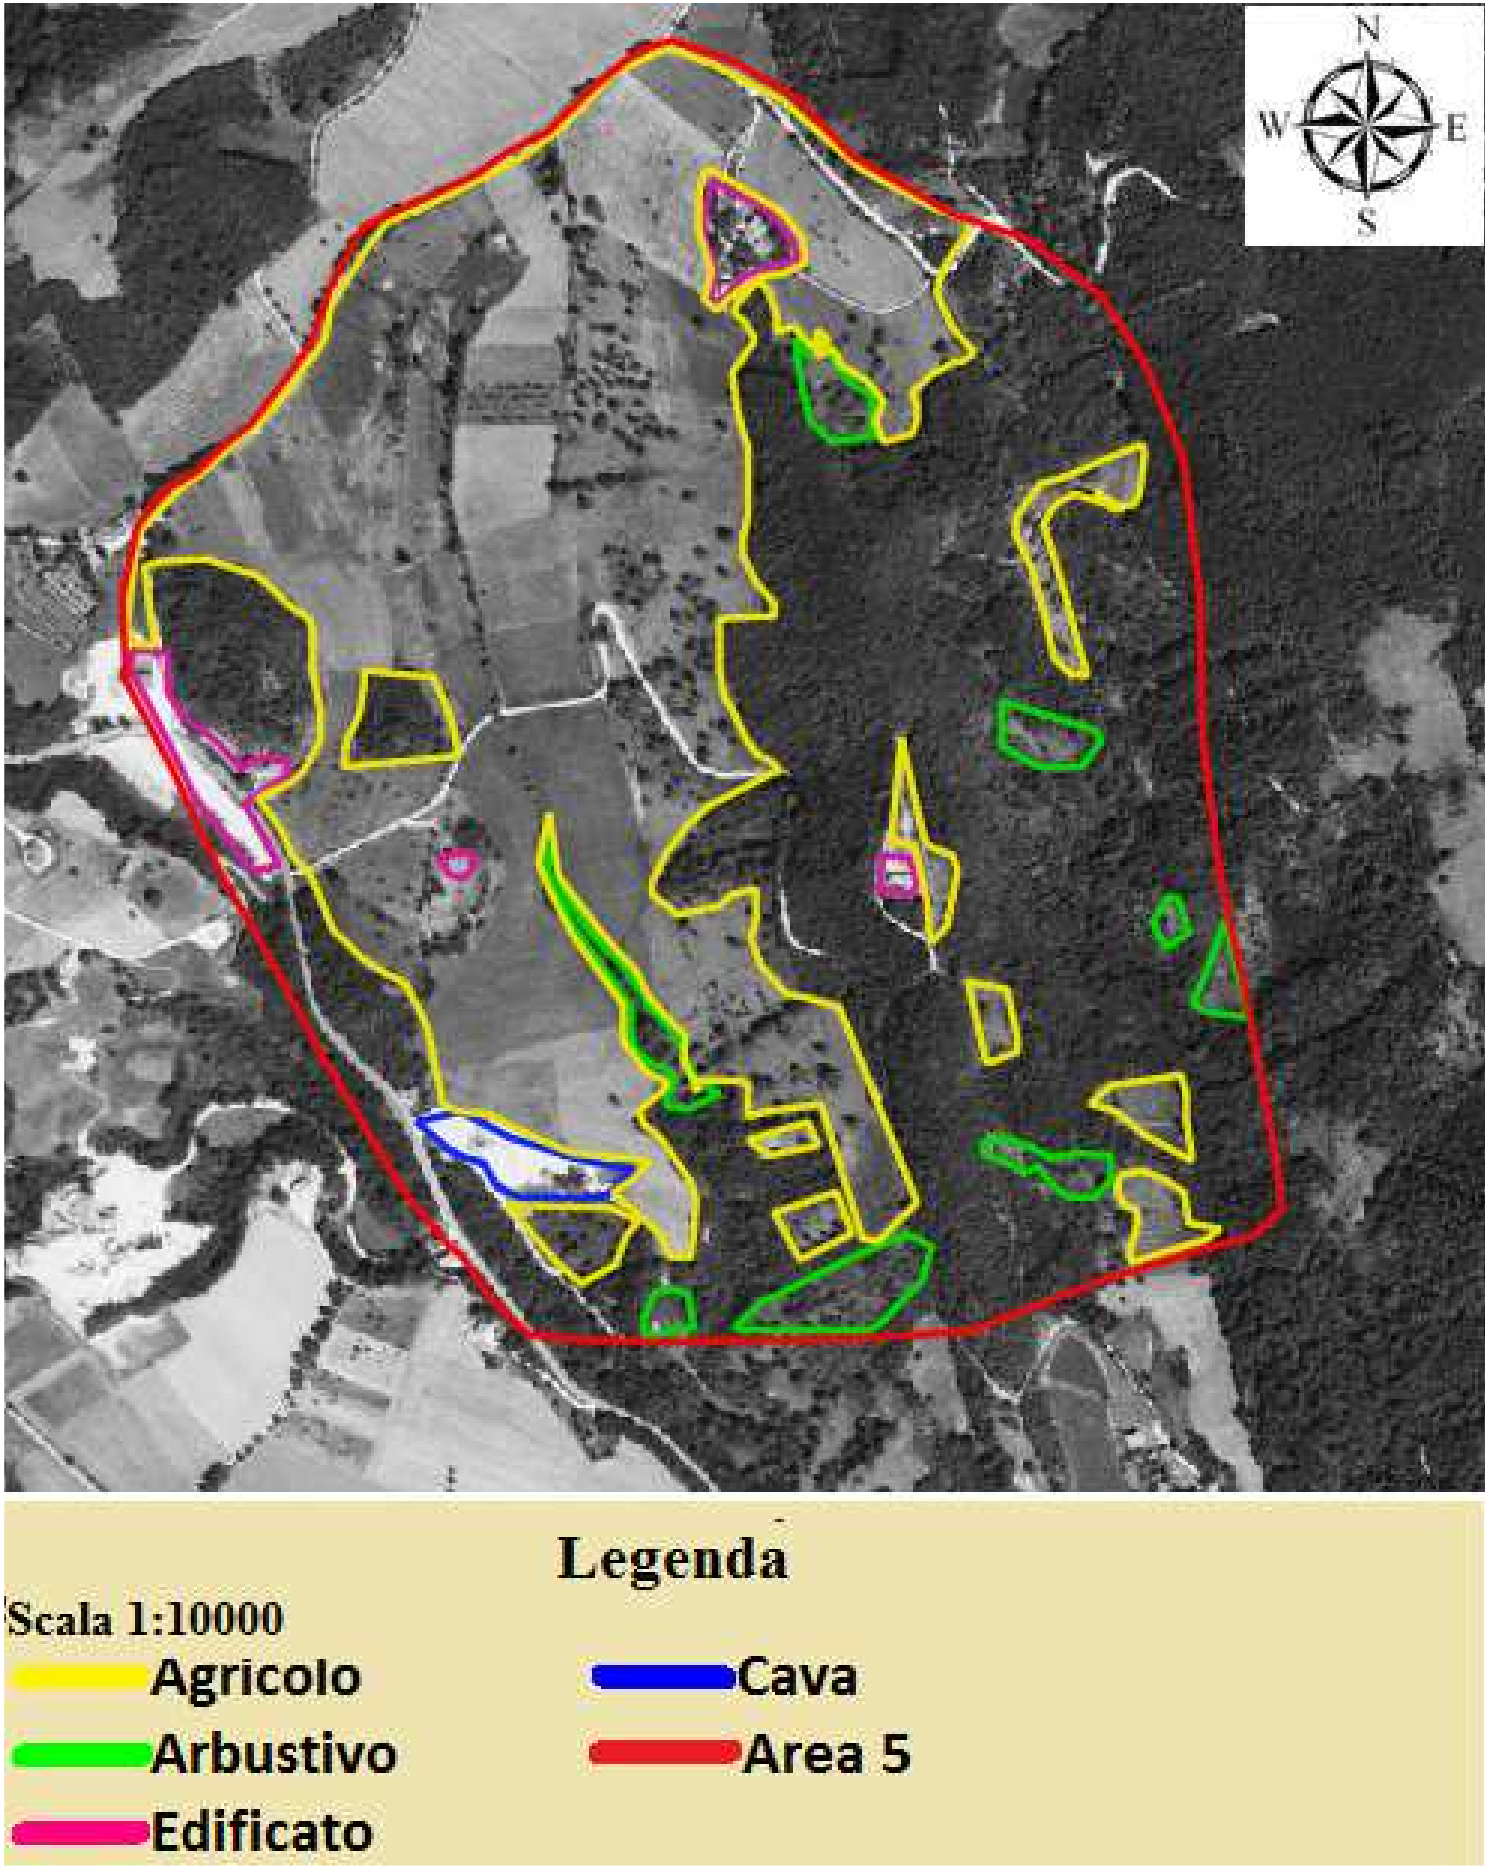 N
W E
S
Legenda
Scala 1:10000
Agricolo
Cava
Arbustivo
Area 5
Edificato